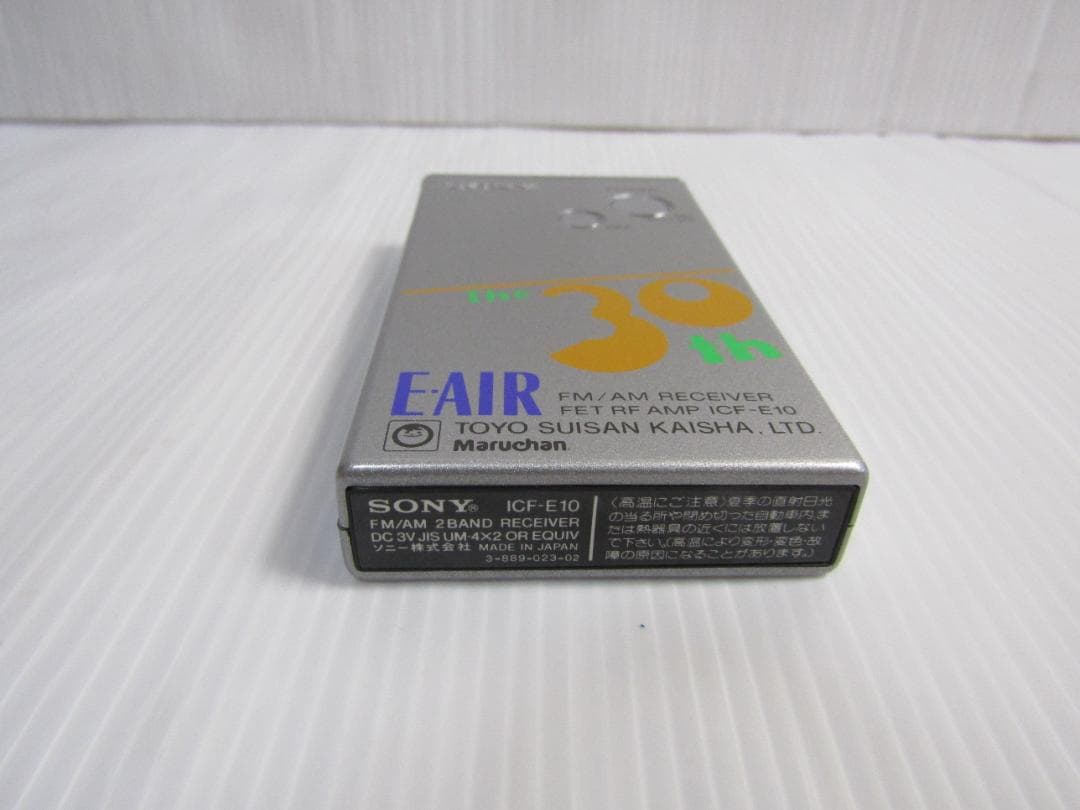 SONY
the 30th
E-AIR
FM/AM RECEIVER
FET RF AMP ICF-E10
TOYO SUISAN KAISHA, LTD.
Maruchan
SONY® ICF-E10
FM/AM 2BAND RECEIVER
DC 3V JIS UM-4×2 OR EQUIV
ソニー株式会社 MADE IN JAPAN
3-889-023-02
〈高温にご注意〉夏季の直射日光
の当る所や閉め切った自動車内,ま
たは熱器具の近くには放置しない
で下さい。(高温により変形・変色・故
障の原因になることがあります。)